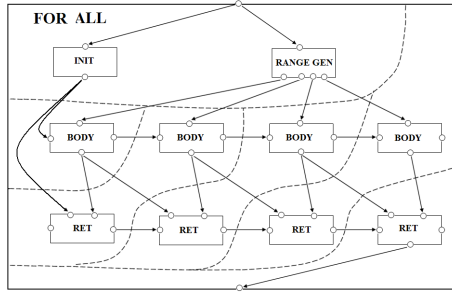 FOR ALL
INIT
RANGE GEN
BODY BODY BODY BODY
RET RET RET RET